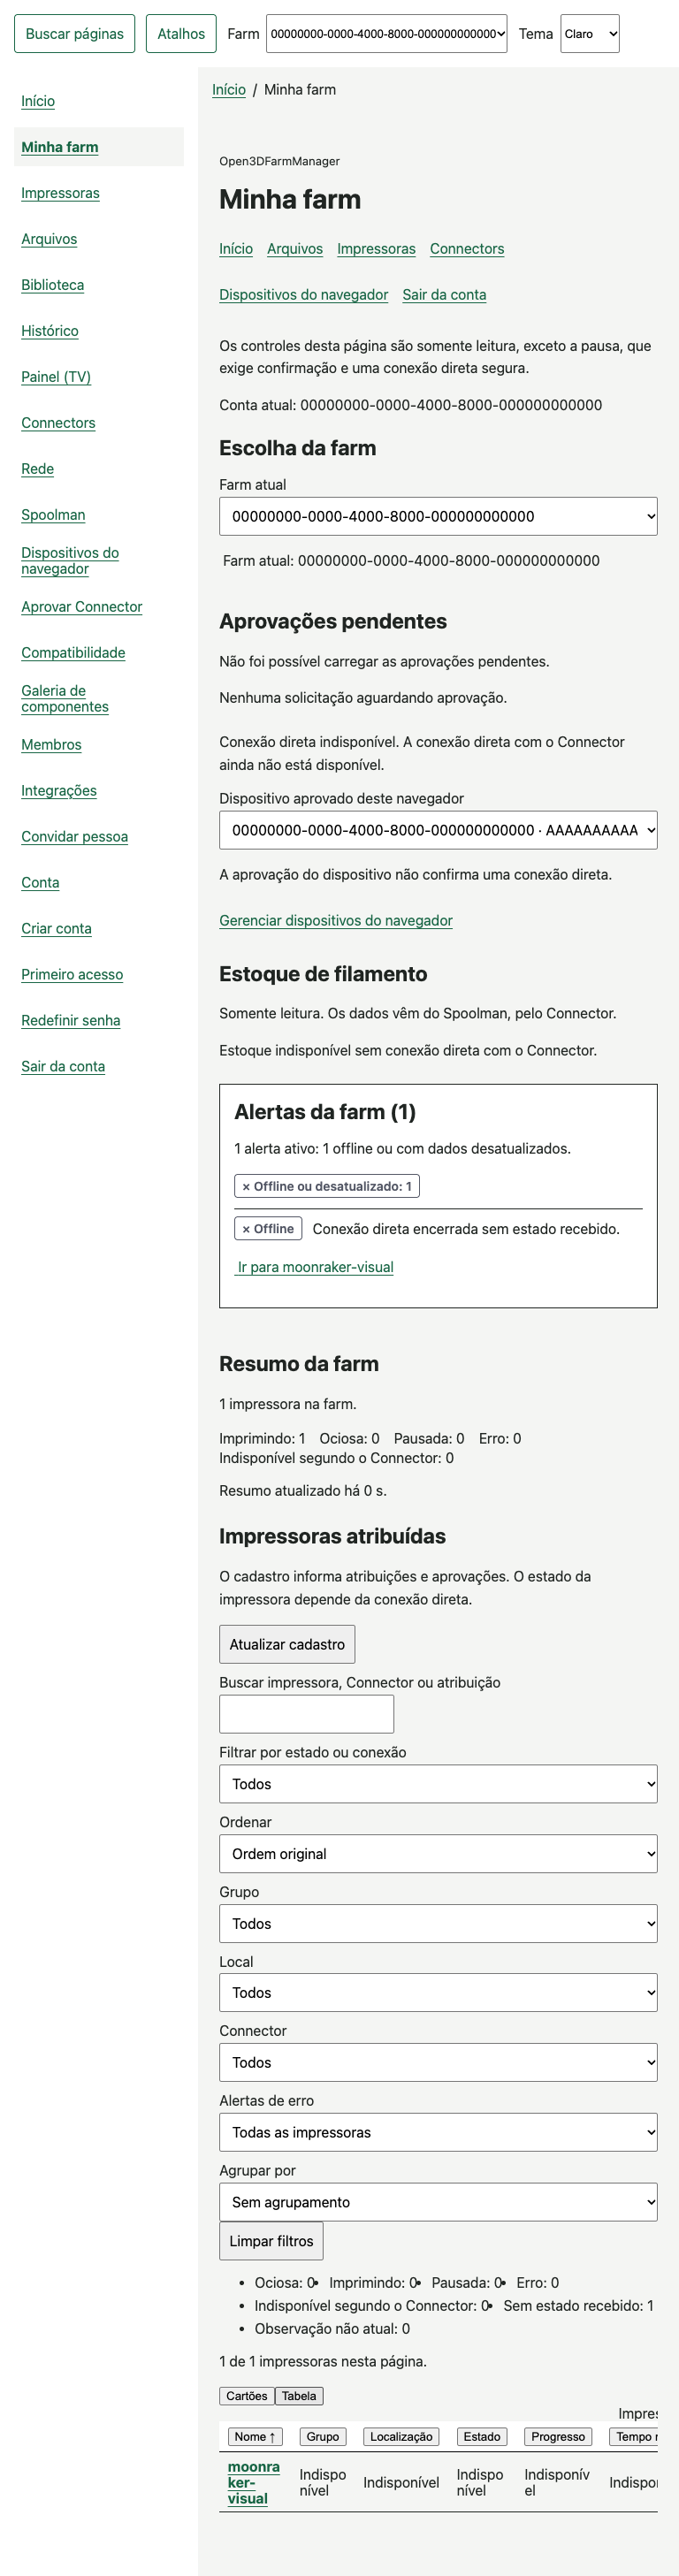 Buscar páginas
Atalhos
Farm
00000000-0000-4000-8000-000000000000
Tema
Claro
Início
Minha farm
Impressoras
Arquivos
Biblioteca
Histórico
Painel (TV)
Connectors
Rede
Spoolman
Dispositivos do
navegador
Aprovar Connector
Compatibilidade
Galeria de
componentes
Membros
Integrações
Convidar pessoa
Conta
Criar conta
Primeiro acesso
Redefinir senha
Sair da conta
Início / Minha farm
Open3DFarmManager
Minha farm
Início Arquivos Impressoras Connectors
Dispositivos do navegador Sair da conta
Os controles desta página são somente leitura, exceto a pausa, que
exige confirmação e uma conexão direta segura.
Conta atual: 00000000-0000-4000-8000-000000000000
Escolha da farm
Farm atual
00000000-0000-4000-8000-000000000000
Farm atual: 00000000-0000-4000-8000-000000000000
Aprovações pendentes
Não foi possível carregar as aprovações pendentes.
Nenhuma solicitação aguardando aprovação.
Conexão direta indisponível. A conexão direta com o Connector
ainda não está disponível.
Dispositivo aprovado deste navegador
00000000-0000-4000-8000-000000000000 · AAAAAAAAAA
A aprovação do dispositivo não confirma uma conexão direta.
Gerenciar dispositivos do navegador
Estoque de filamento
Somente leitura. Os dados vêm do Spoolman, pelo Connector.
Estoque indisponível sem conexão direta com o Connector.
Alertas da farm (1)
1 alerta ativo: 1 offline ou com dados desatualizados.
× Offline ou desatualizado: 1
× Offline Conexão direta encerrada sem estado recebido.
Ir para moonraker-visual
Resumo da farm
1 impressora na farm.
Imprimindo: 1 Ociosa: 0 Pausada: 0 Erro: 0
Indisponível segundo o Connector: 0
Resumo atualizado há 0 s.
Impressoras atribuídas
O cadastro informa atribuições e aprovações. O estado da
impressora depende da conexão direta.
Atualizar cadastro
Buscar impressora, Connector ou atribuição
Filtrar por estado ou conexão
Todos
Ordenar
Ordem original
Grupo
Todos
Local
Todos
Connector
Todos
Alertas de erro
Todas as impressoras
Agrupar por
Sem agrupamento
Limpar filtros
• Ociosa: 0 • Imprimindo: 0 • Pausada: 0 • Erro: 0
• Indisponível segundo o Connector: 0 • Sem estado recebido: 1
• Observação não atual: 0
1 de 1 impressoras nesta página.
Cartões Tabela
Impres
Nome ↑ Grupo Localização Estado Progresso Tempo r
moonra
ker-
visual
Indispo
nível
Indisponível
Indispo
nível
Indisponív
el
Indispon